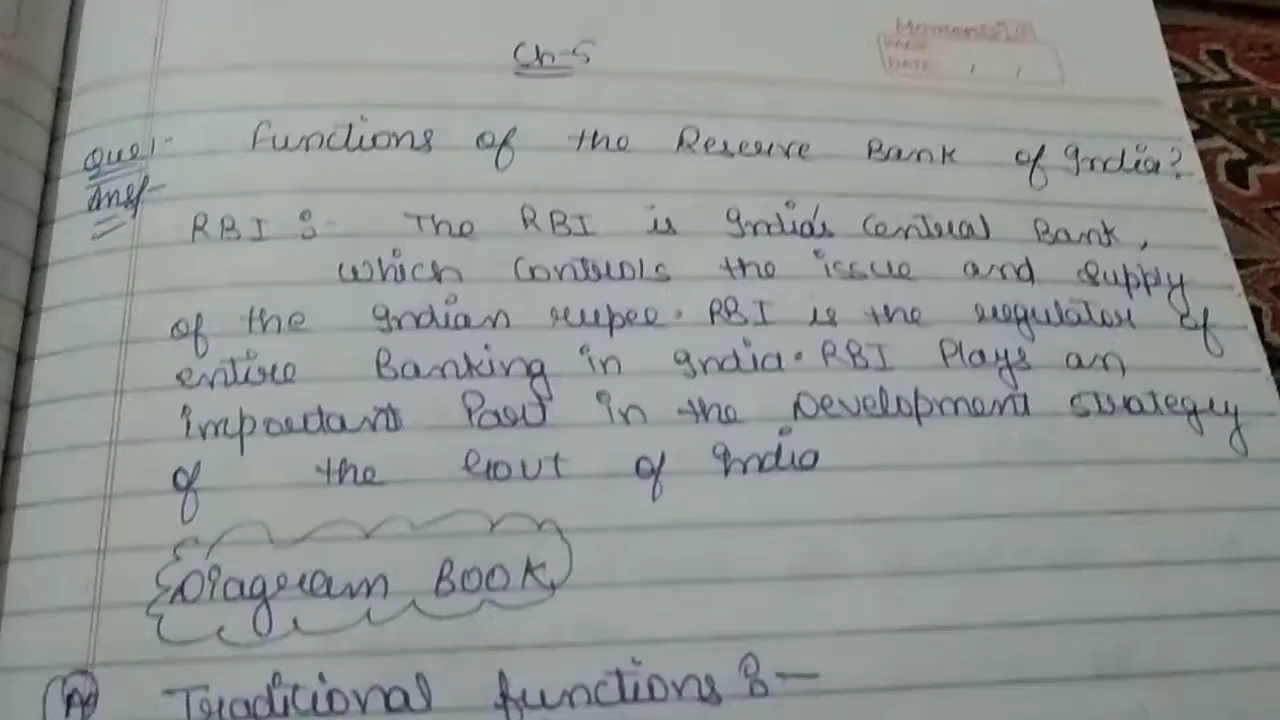 Ch-5
PAGE
DATE / /
Que1- Functions of the Reserve Bank of India?
Ans-
RBI :- The RBI is India's Central Bank,
which controls the issue and supply
of the Indian rupee. RBI is the regulator of
entire Banking in India. RBI Plays an
important Part in the Development strategy
of the Govt of India
Diagram BOOK
(A) Traditional functions :-